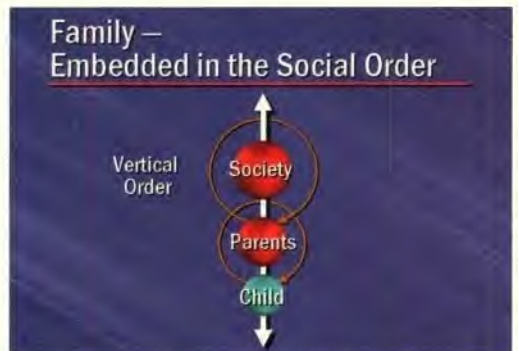 Family —
Embedded in the Social Order
Vertical
Order
Society
Parents
Child